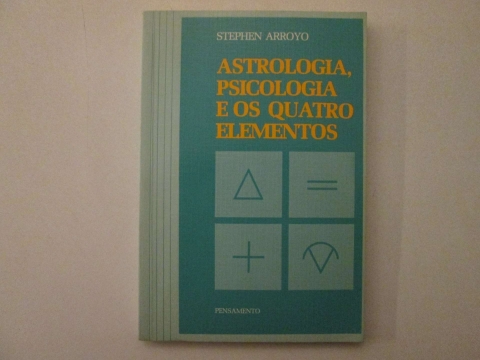 STEPHEN ARROYO
ASTROLOGIA,
PSICOLOGIA
E OS QUATRO
ELEMENTOS
PENSAMENTO